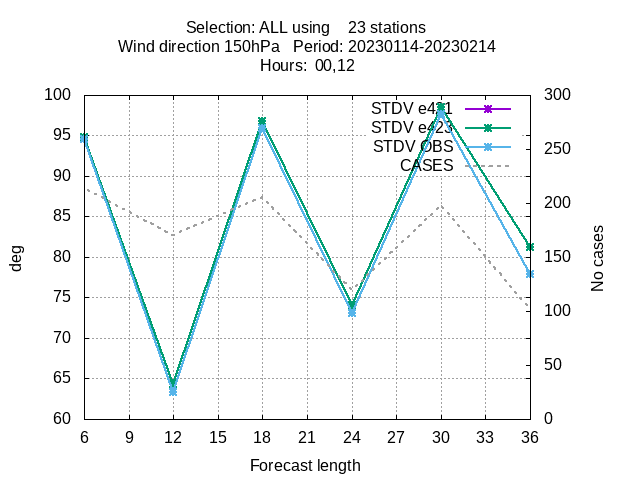 Selection: ALL using 23 stations
Wind direction 150hPa Period: 20230114-20230214
Hours: 00,12
100
95
90
85
80
75
70
65
60
300
250
200
150
100
50
0
STDV e423
STDV OBS
CASES
6 9 12 15 18 21 24 27 30 33 36
deg
No cases
Forecast length